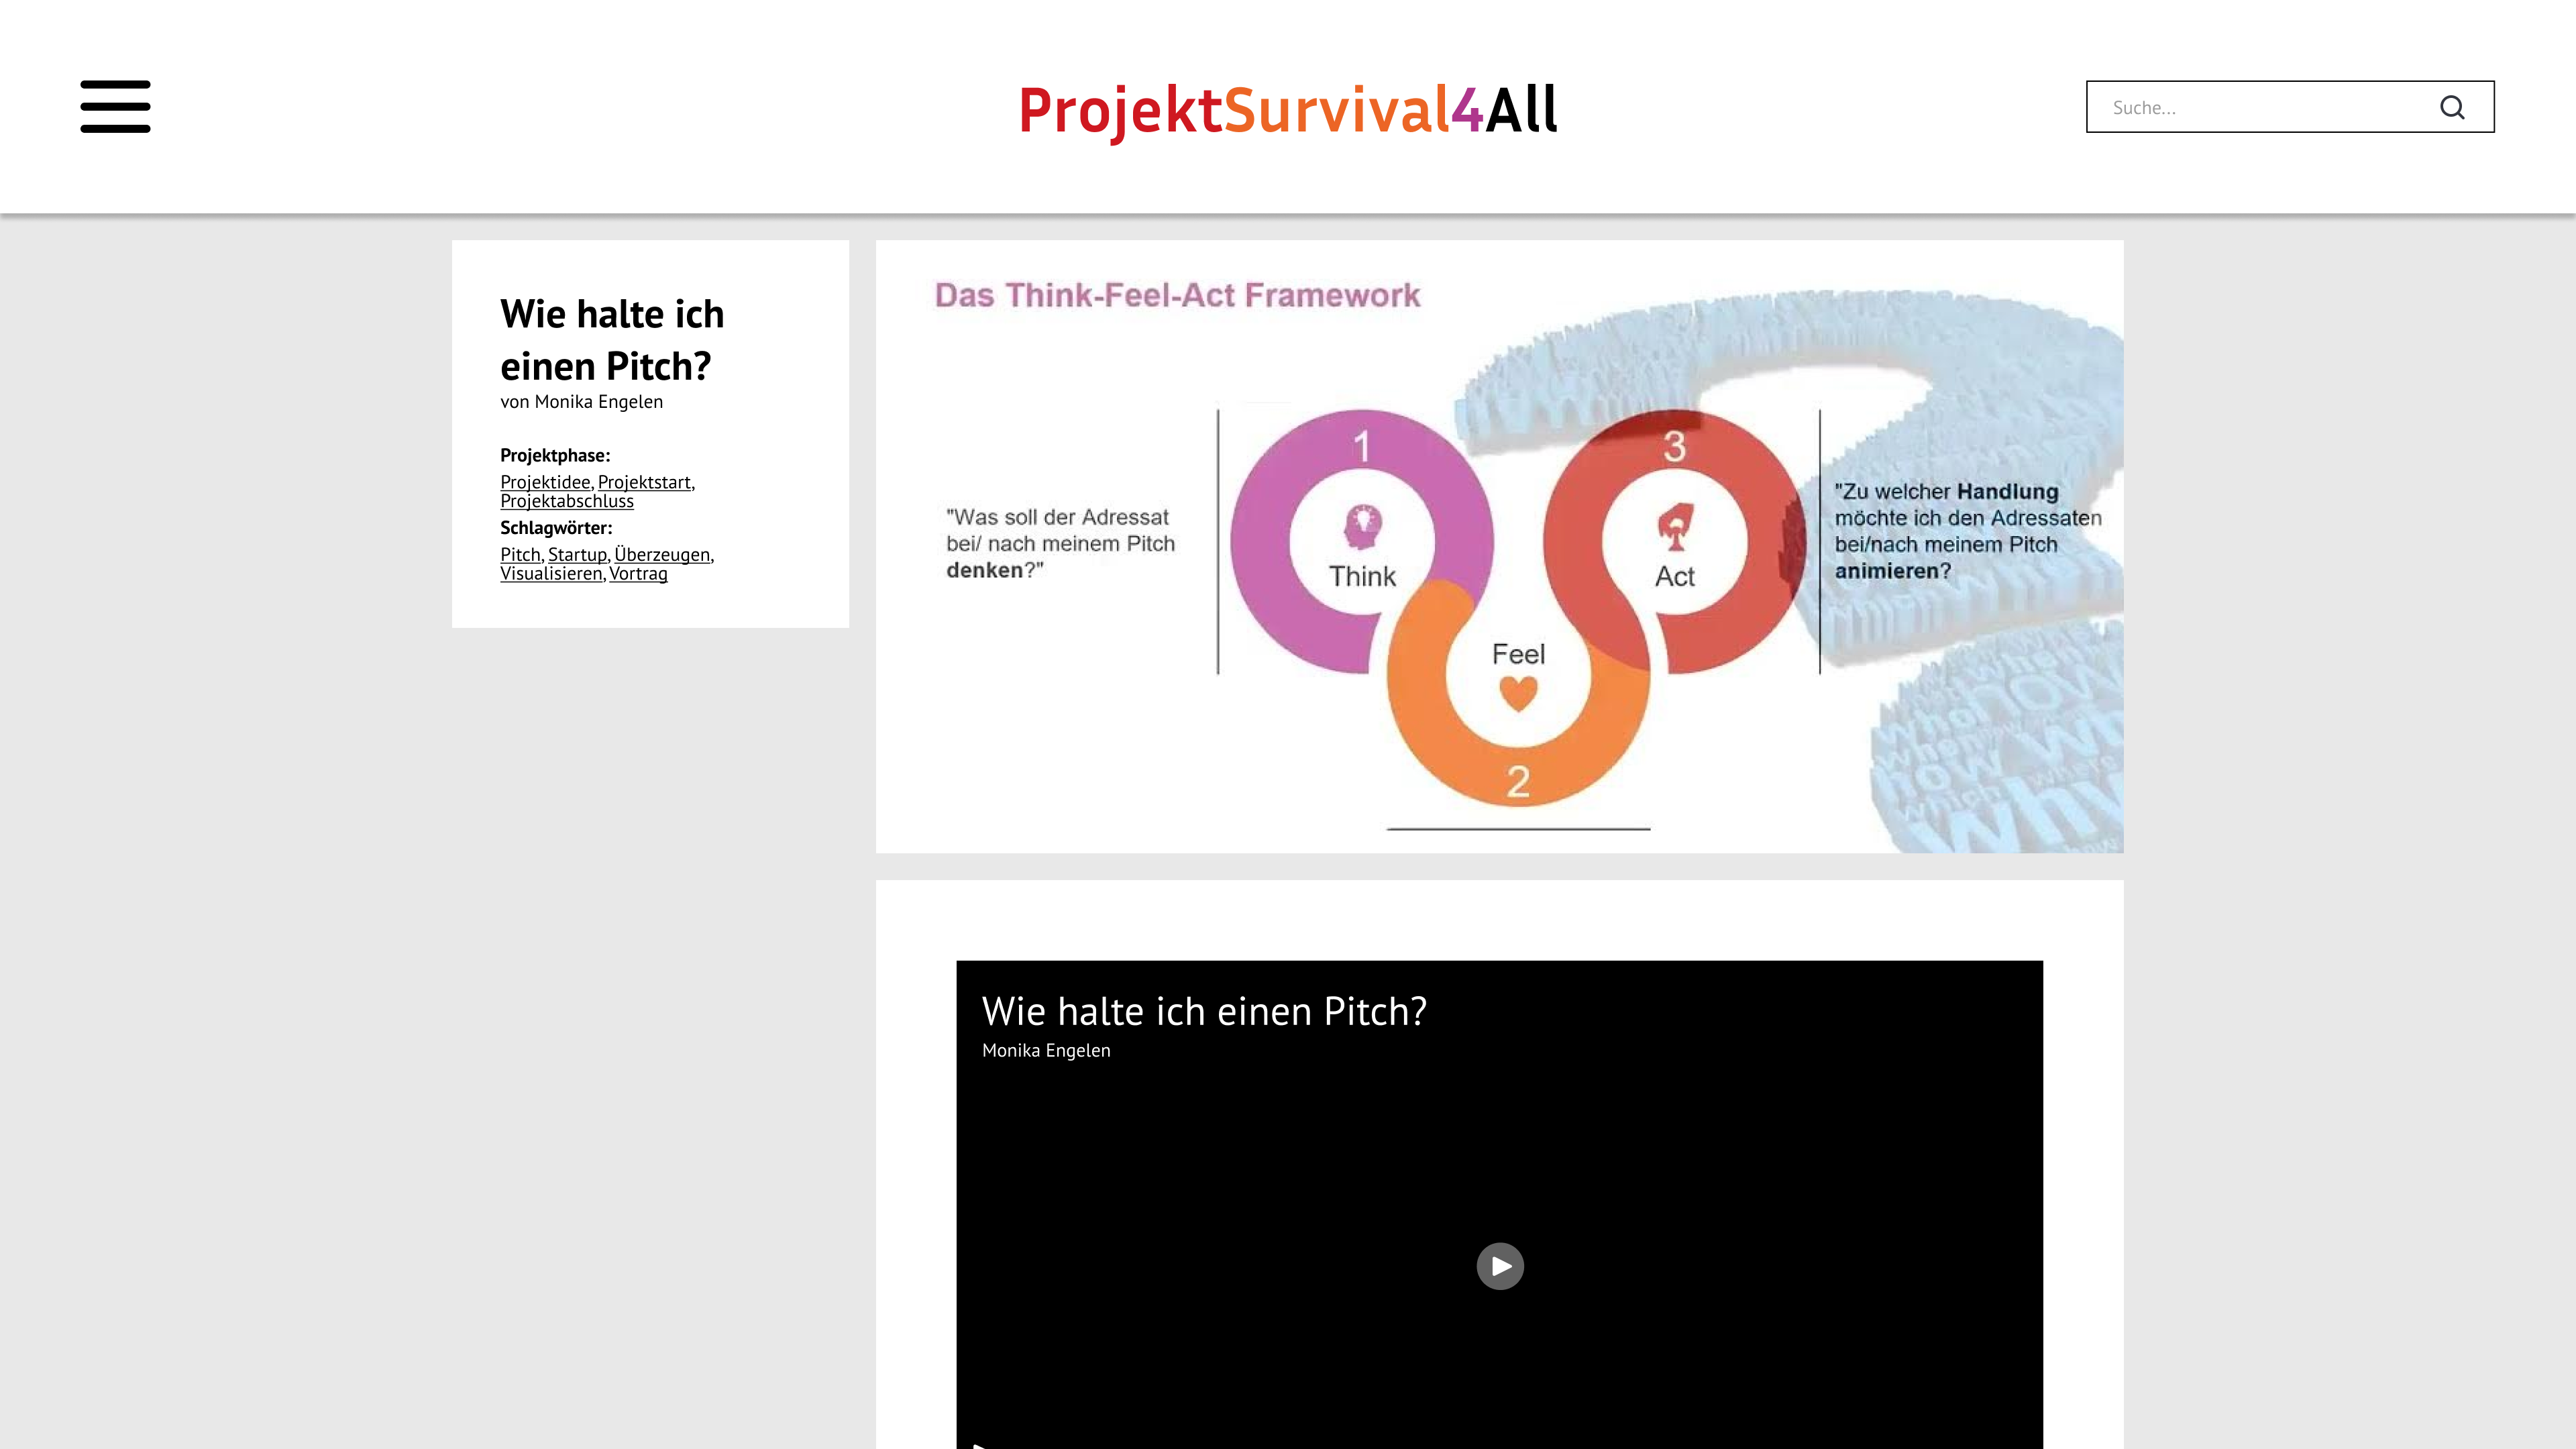 ProjektSurvival4All
Suche...
Wie halte ich
einen Pitch?
von Monika Engelen
Projektphase:
Projektidee, Projektstart,
Projektabschluss
Schlagwörter:
Pitch, Startup, Überzeugen,
Visualisieren, Vortrag
Das Think-Feel-Act Framework
"Was soll der Adressat
bei/ nach meinem Pitch
denken?"
1
Think
Feel
2
3
Act
"Zu welcher Handlung
möchte ich den Adressaten
bei/nach meinem Pitch
animieren?
Wie halte ich einen Pitch?
Monika Engelen